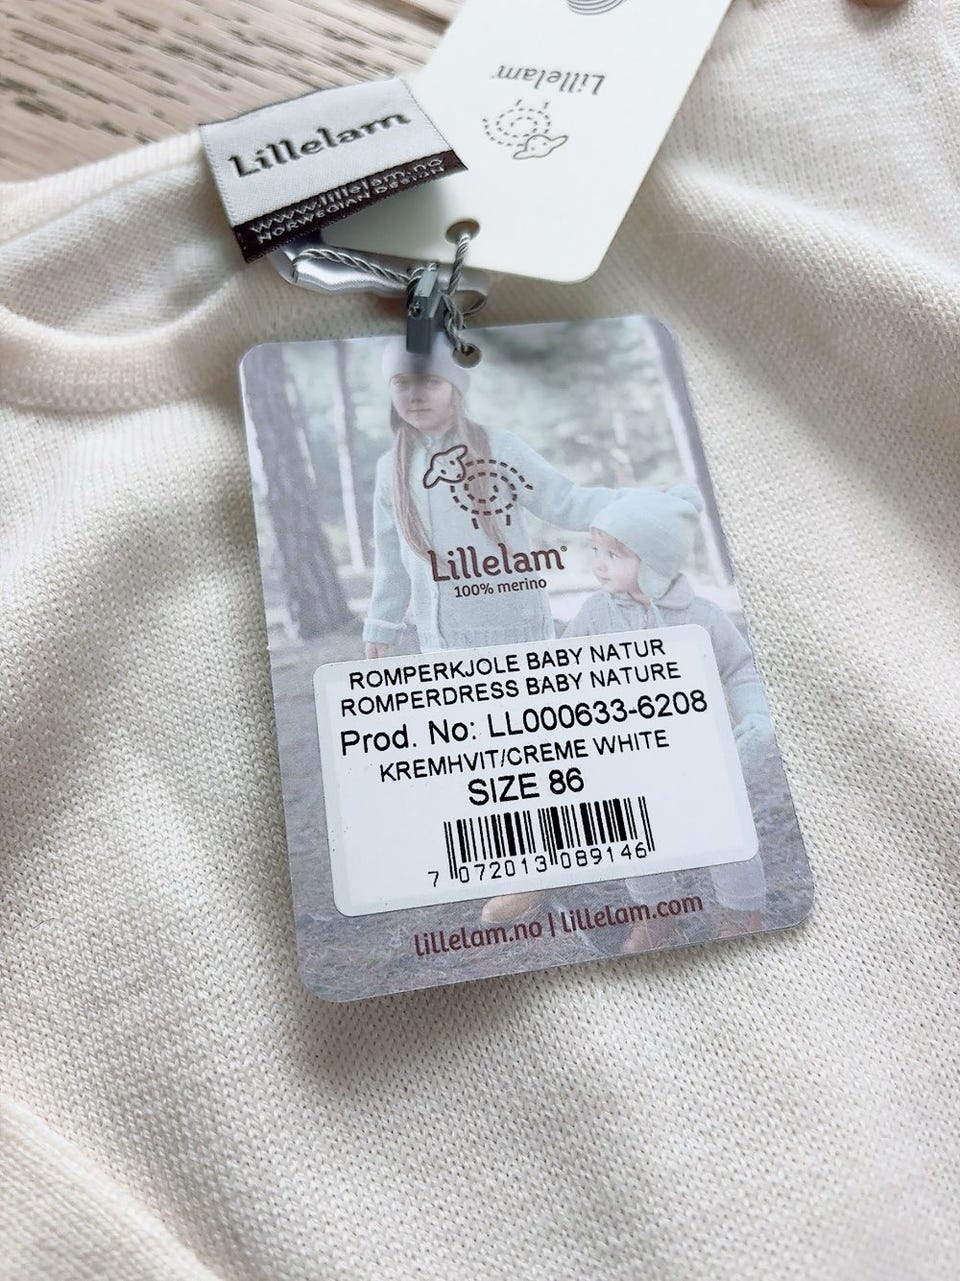 Lillelam
Lillelam
www.lillelam.no
NORWEGIAN DESIGN
Lillelam®
100% merino
ROMPERKJOLE BABY NATUR
ROMPERDRESS BABY NATURE
Prod. No: LL000633-6208
KREMHVIT/CREME WHITE
SIZE 86
7 072013 089146
lillelam.no | lillelam.com